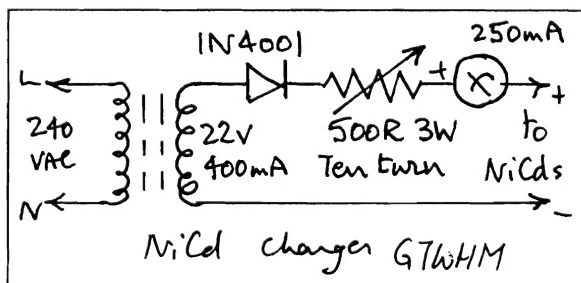 1N4001
250mA
L
240
VAC
N
22V
400mA
500R 3W
Ten turn
+
X
+
to
NiCds
-
NiCd charger G7WHM